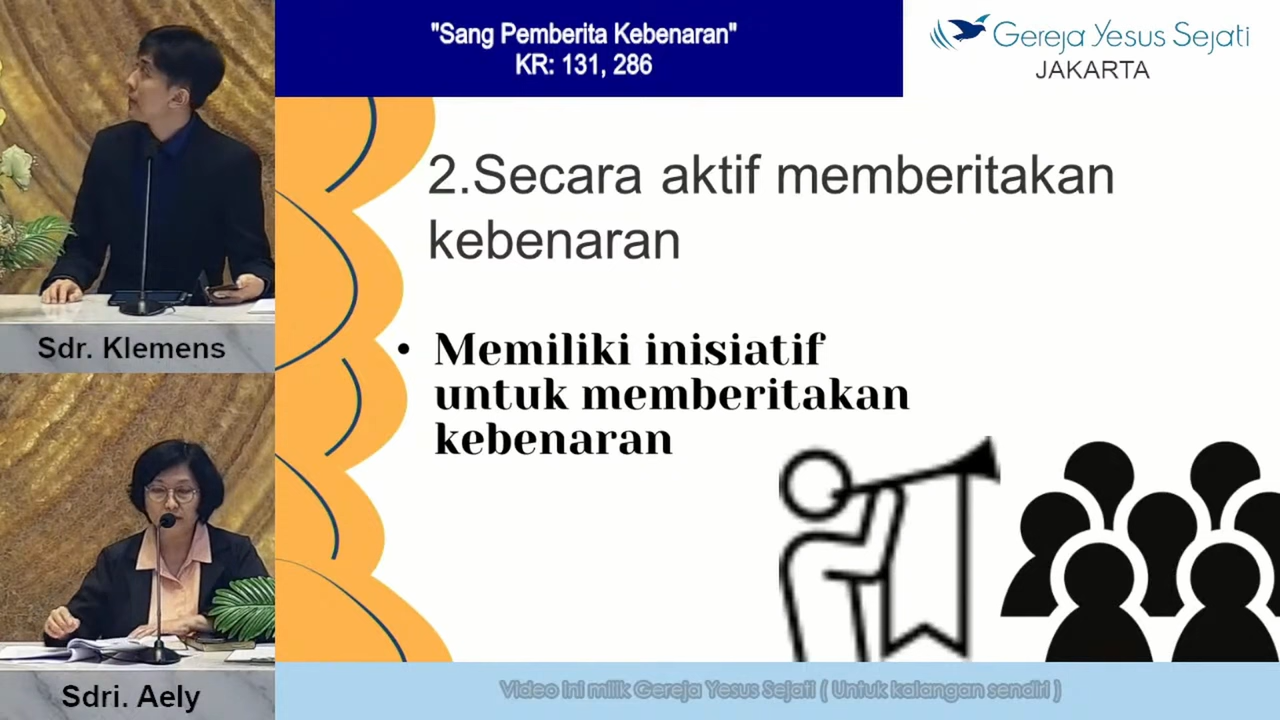 "Sang Pemberita Kebenaran"
KR: 131, 286
Gereja Yesus Sejati
JAKARTA
2.Secara aktif memberitakan
kebenaran
• Memiliki inisiatif
untuk memberitakan
kebenaran
Sdr. Klemens
Sdri. Aely
Video ini milik Gereja Yesus Sejati ( Untuk kalangan sendiri )